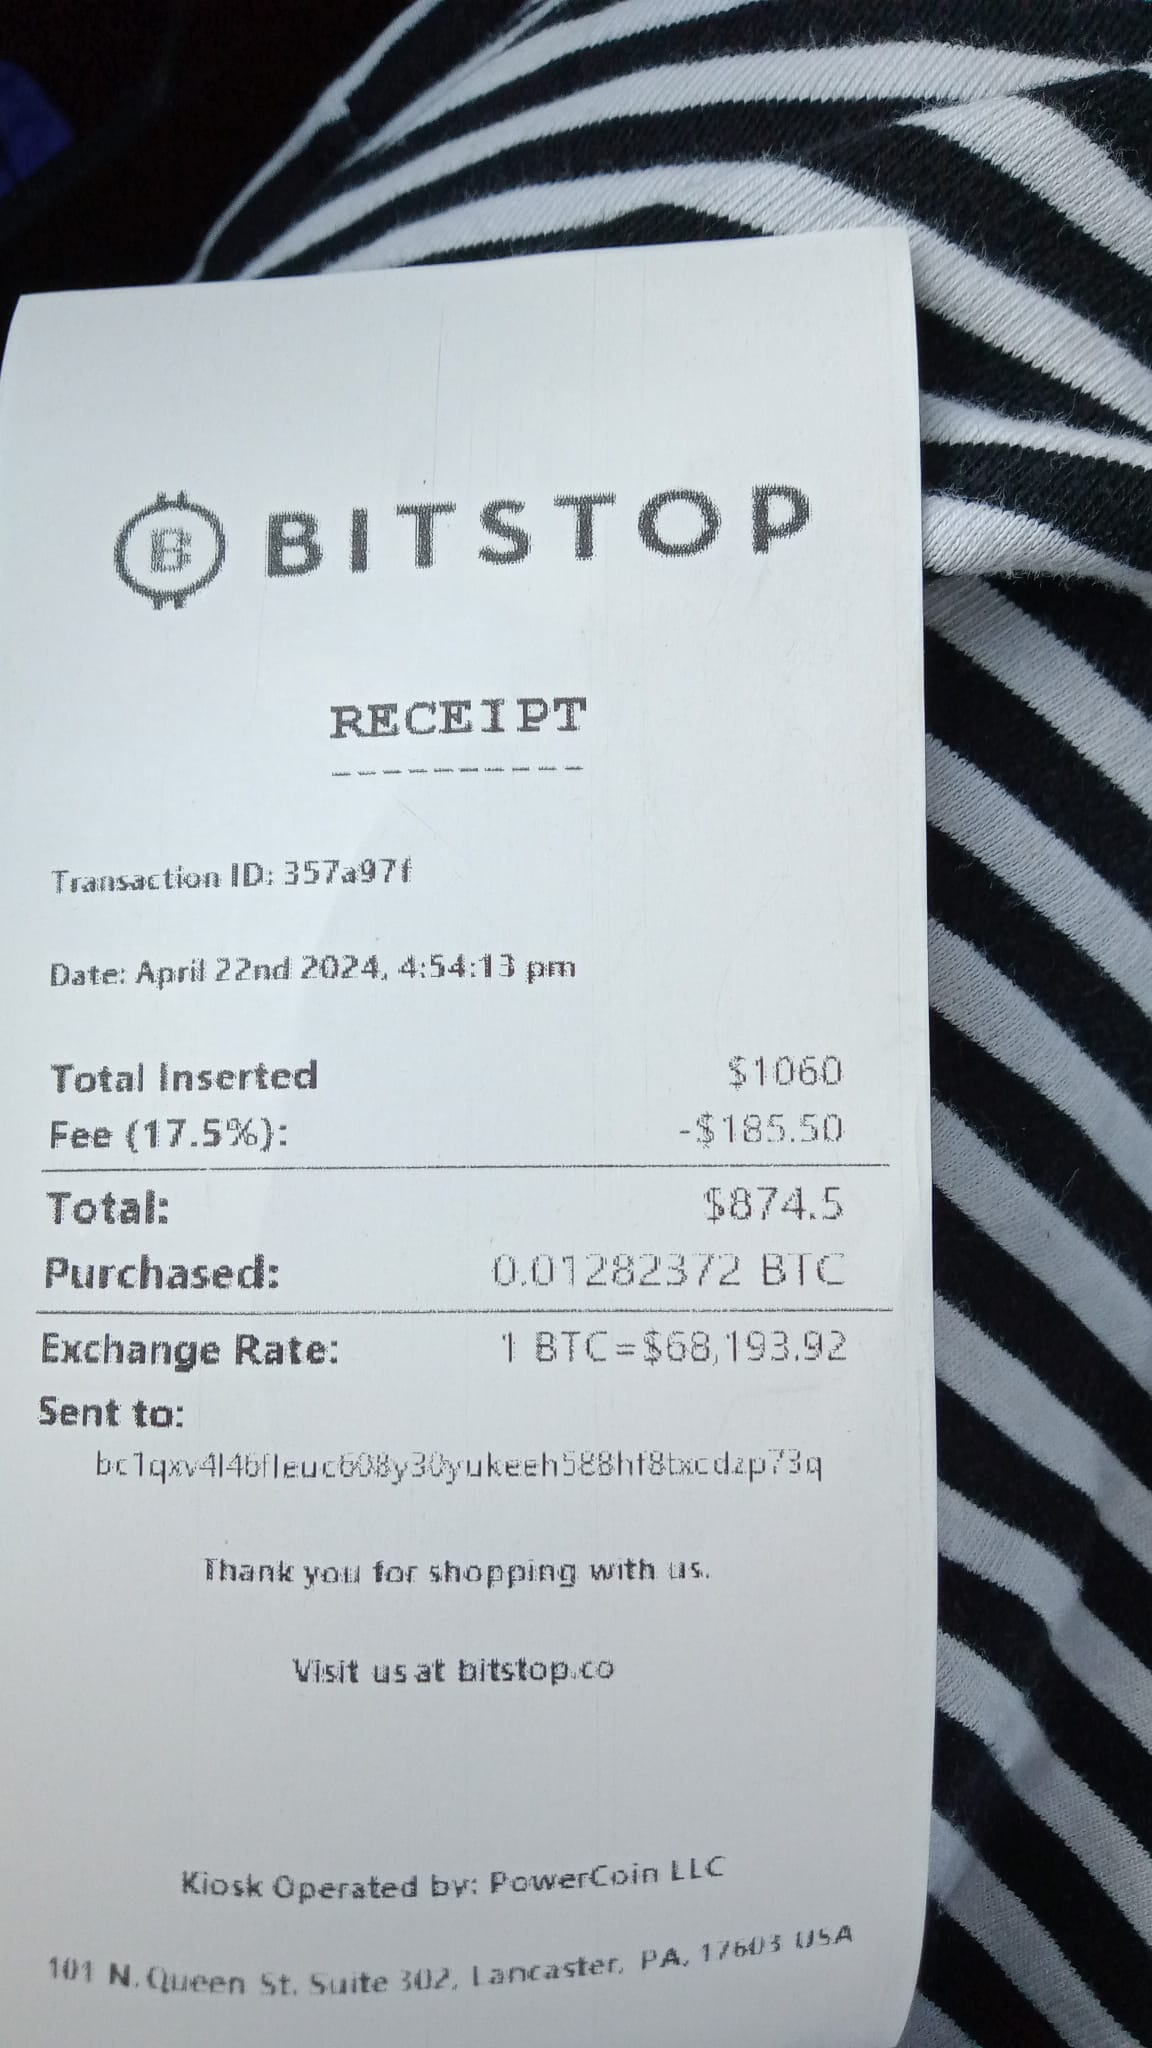 B BITSTOP
RECEIPT
----------
Transaction ID: 357a97f
Date: April 22nd 2024, 4:54:13 pm
Total Inserted $1060
Fee (17.5%): -$185.50
Total: $874.5
Purchased: 0.01282372 BTC
Exchange Rate: 1 BTC=$68,193.92
Sent to:
Thank you for shopping with us.
Visit us at bitstop.co
Kiosk Operated by: PowerCoin LLC
101 N. Queen St. Suite 302, Lancaster, PA, 17603 USA